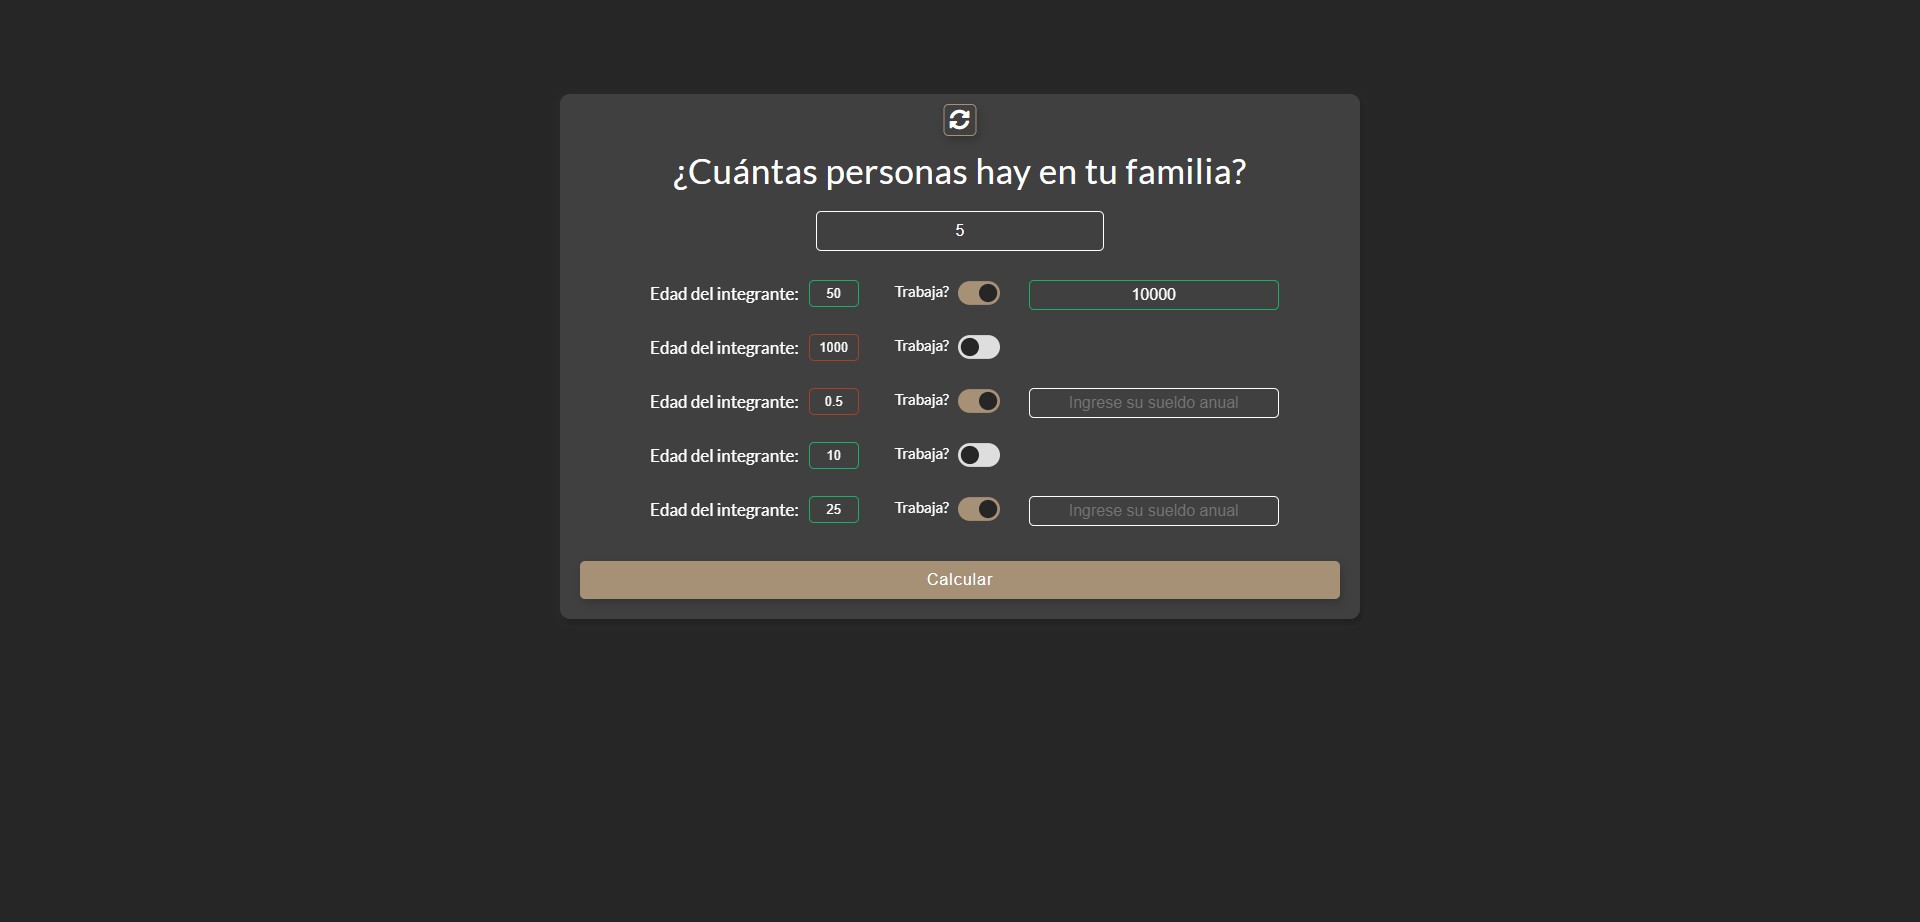 ¿Cuántas personas hay en tu familia?
5
Edad del integrante: 50 Trabaja? 10000
Edad del integrante: 1000 Trabaja?
Edad del integrante: 0.5 Trabaja? Ingrese su sueldo anual
Edad del integrante: 10 Trabaja?
Edad del integrante: 25 Trabaja? Ingrese su sueldo anual
Calcular